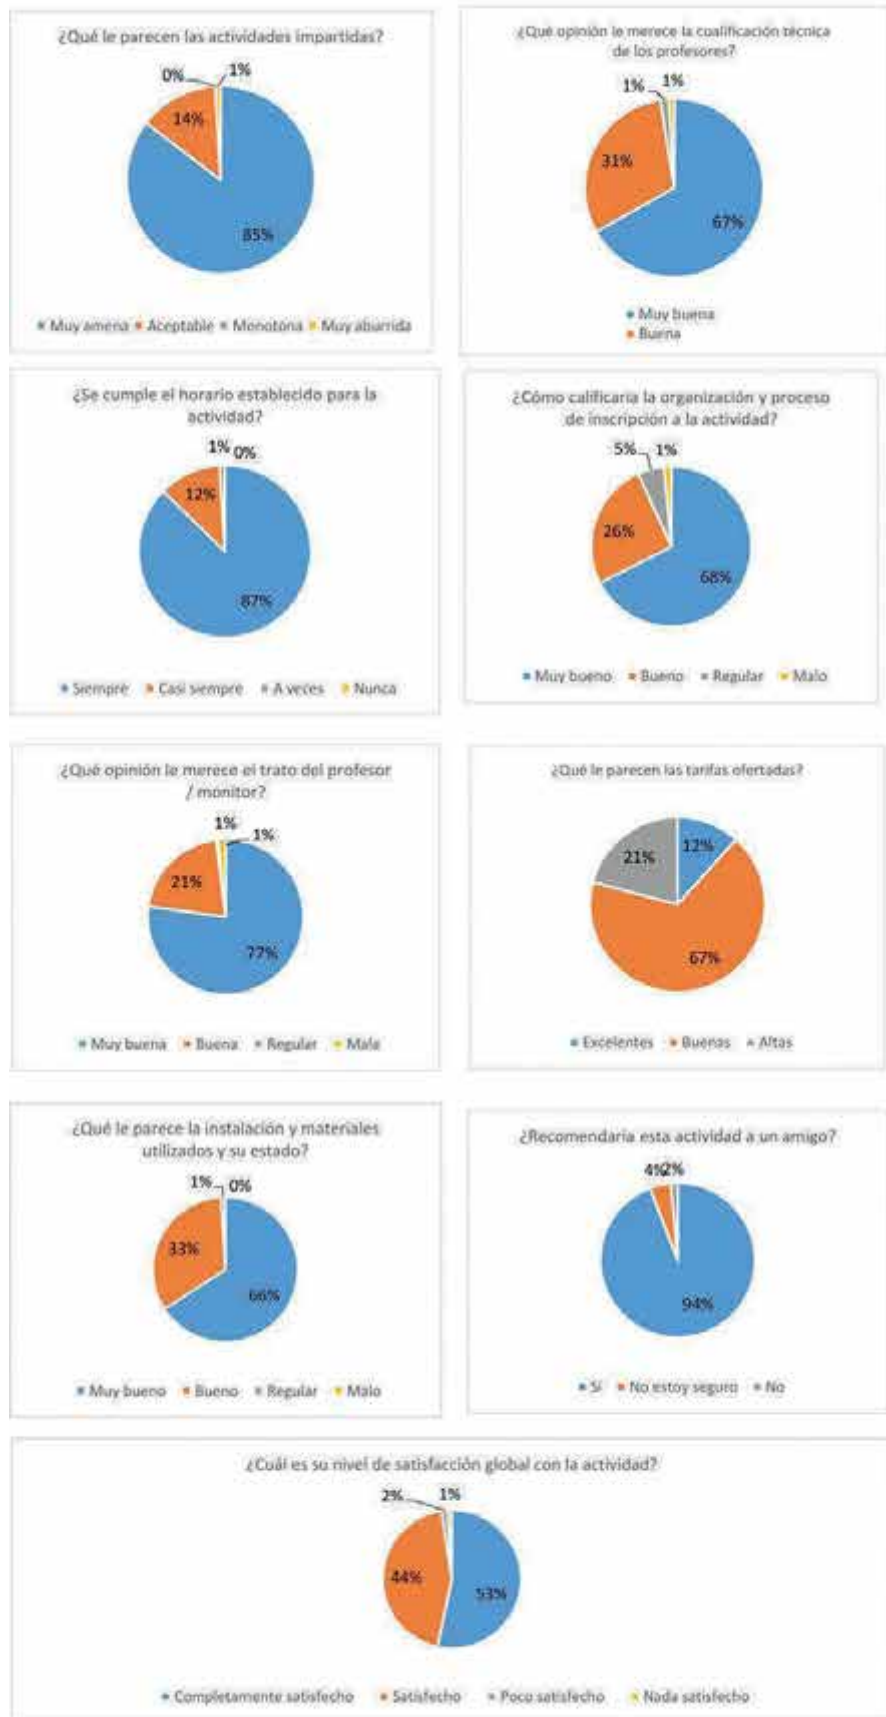 ¿Qué le parecen las actividades impartidas?
0%
1%
14%
85%
Muy amena Aceptable Monotona Muy aburrida
¿Qué opinión le merece la cualificación técnica
de los profesores?
1%
1%
31%
67%
Muy buena
Buena
¿Se cumple el horario establecido para la
actividad?
1%
0%
12%
87%
Siempre Casi siempre A veces Nunca
¿Cómo calificaría la organización y proceso
de inscripción a la actividad?
5%
1%
26%
68%
Muy bueno Bueno Regular Malo
¿Qué opinión le merece el trato del profesor
/ monitor?
1%
1%
21%
77%
Muy buena Buena Regular Mala
¿Qué le parecen las tarifas ofertadas?
12%
21%
67%
Excelentes Buenas Altas
¿Qué le parece la instalación y materiales
utilizados y su estado?
1%
0%
33%
66%
Muy bueno Bueno Regular Malo
¿Recomendaría esta actividad a un amigo?
4%
2%
94%
Sí No estoy seguro No
¿Cuál es su nivel de satisfacción global con la actividad?
2%
1%
44%
53%
Completamente satisfecho Satisfecho Poco satisfecho Nada satisfecho